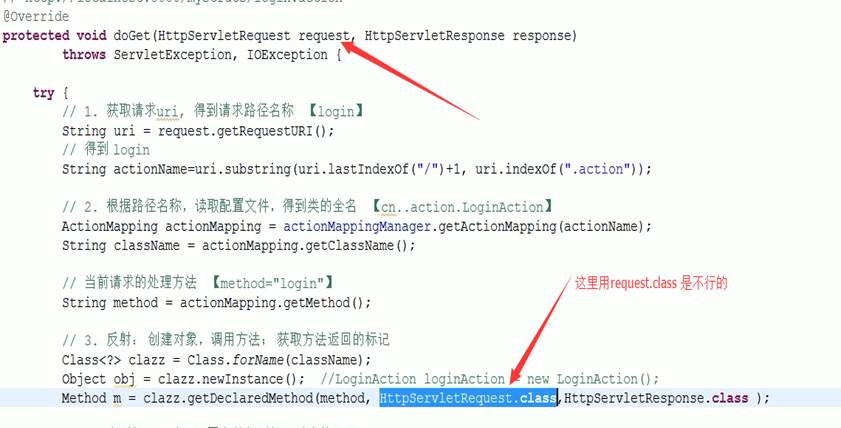 @Override
protected void doGet(HttpServletRequest request, HttpServletResponse response)
throws ServletException, IOException {
try {
// 1. 获取请求uri, 得到请求路径名称 【login】
String uri = request.getRequestURI();
// 得到 login
String actionName=uri.substring(uri.lastIndexOf("/")+1, uri.indexOf(".action"));
// 2. 根据路径名称，读取配置文件，得到类的全名 【cn..action.LoginAction】
ActionMapping actionMapping = actionMappingManager.getActionMapping(actionName);
String className = actionMapping.getClassName();
这里用request.class 是不行的
// 当前请求的处理方法 【method="login"】
String method = actionMapping.getMethod();
// 3. 反射： 创建对象，调用方法； 获取方法返回的标记
Class<?> clazz = Class.forName(className);
Object obj = clazz.newInstance(); //LoginAction loginAction new LoginAction();
Method m = clazz.getDeclaredMethod(method, HttpServletRequest.class,HttpServletResponse.class );